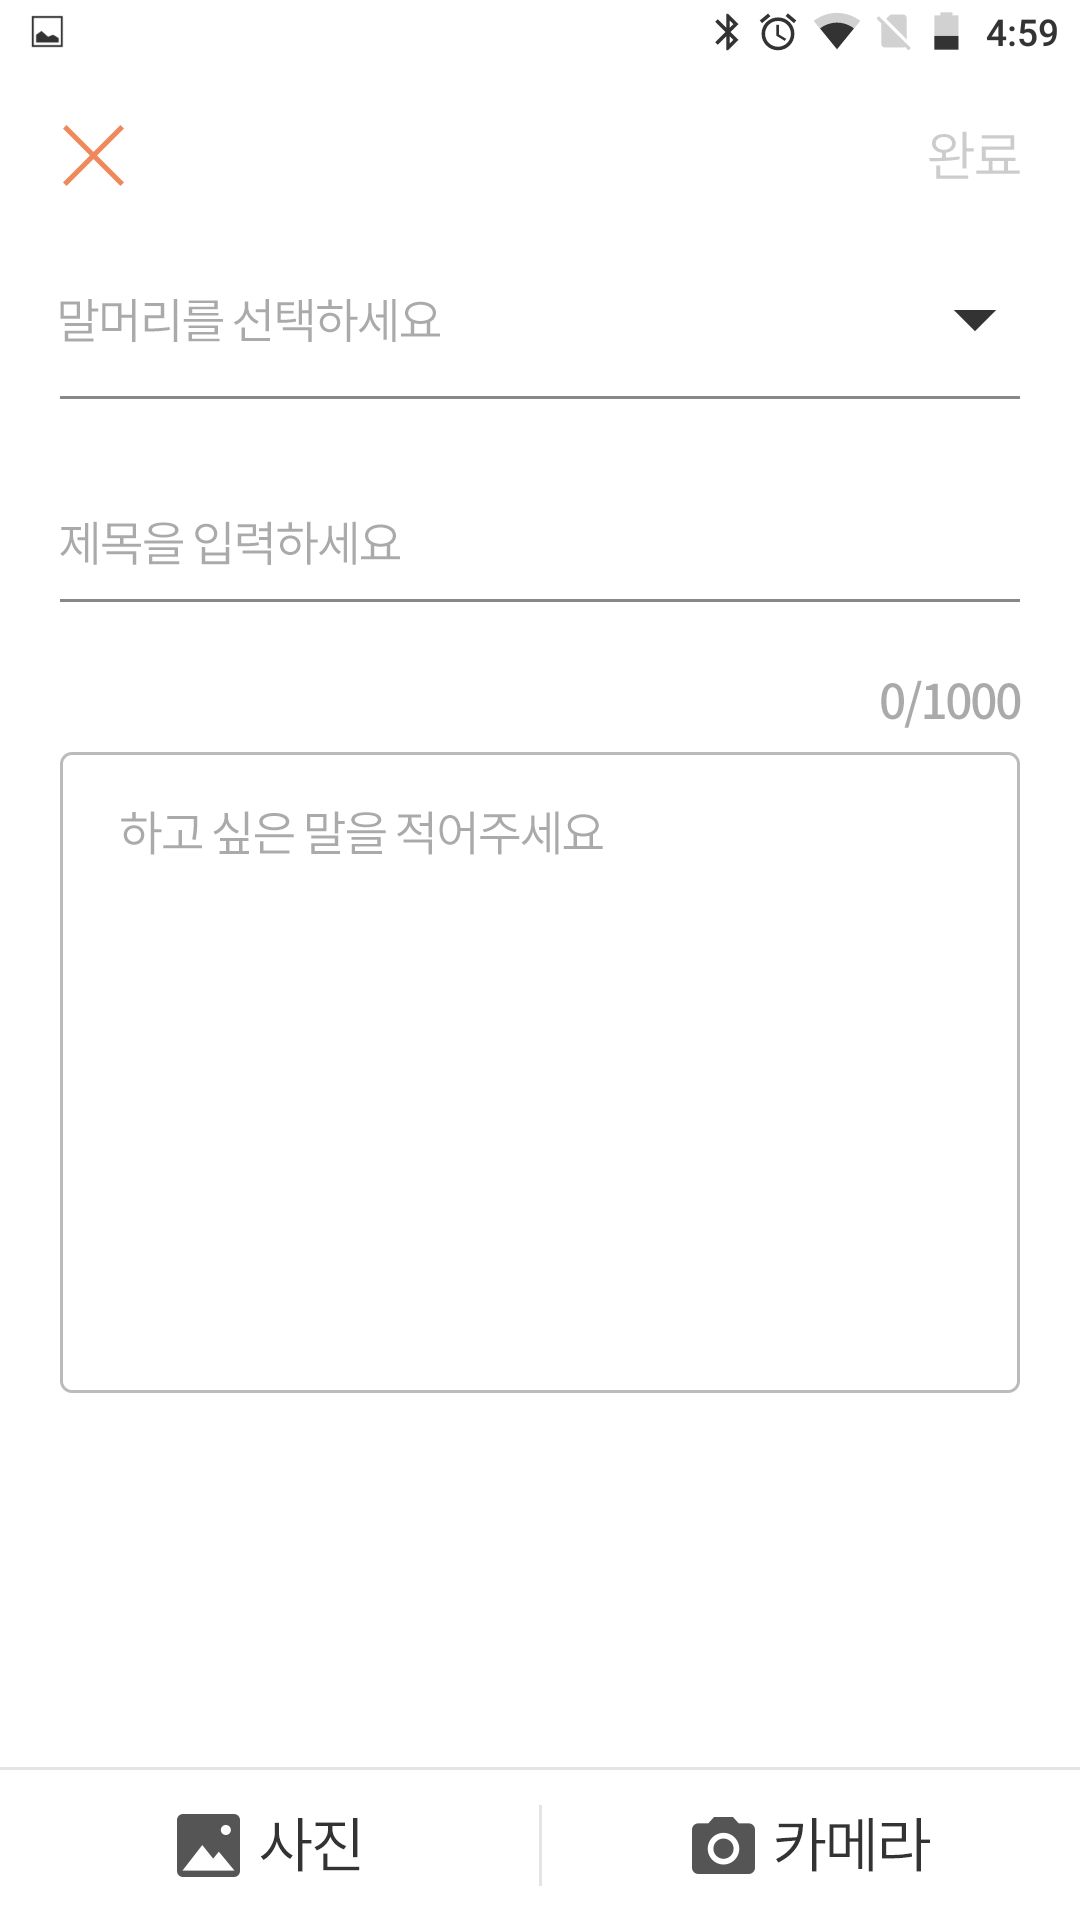 4:59
완료
말머리를 선택하세요
제목을 입력하세요
0/1000
하고 싶은 말을 적어주세요
사진
카메라